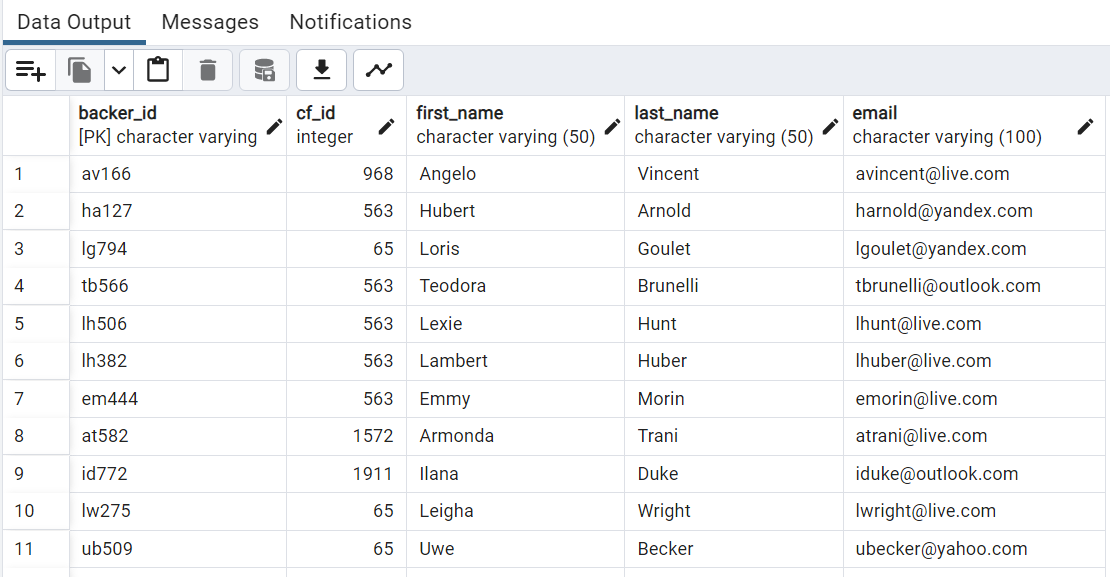 Data Output Messages Notifications
backer_id cf_id first_name last_name email
[PK] character varying integer character varying (50) character varying (50) character varying (100)
1 av166 968 Angelo Vincent avincent@live.com
2 ha127 563 Hubert Arnold harnold@yandex.com
3 lg794 65 Loris Goulet lgoulet@yandex.com
4 tb566 563 Teodora Brunelli tbrunelli@outlook.com
5 lh506 563 Lexie Hunt lhunt@live.com
6 lh382 563 Lambert Huber lhuber@live.com
7 em444 563 Emmy Morin emorin@live.com
8 at582 1572 Armonda Trani atrani@live.com
9 id772 1911 Ilana Duke iduke@outlook.com
10 lw275 65 Leigha Wright lwright@live.com
11 ub509 65 Uwe Becker ubecker@yahoo.com